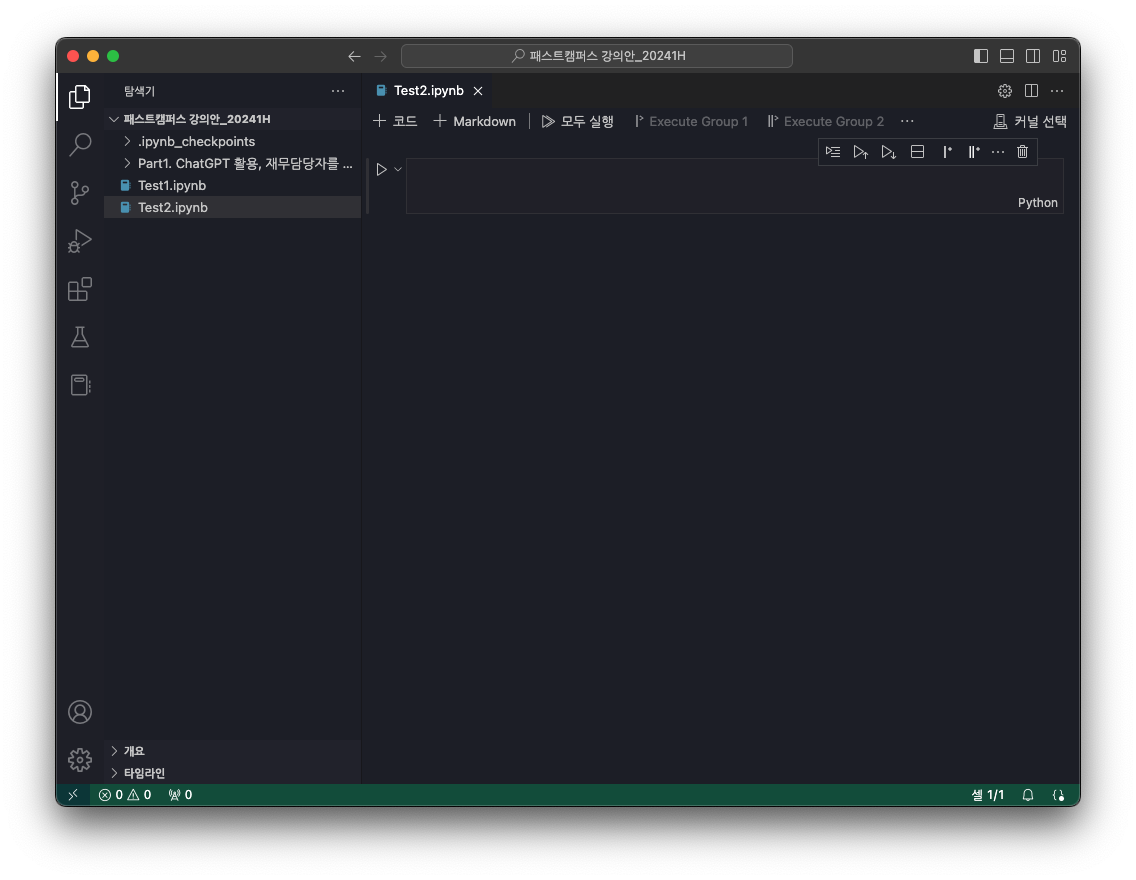 패스트캠퍼스 강의안_20241H
탐색기
Test2.ipynb
패스트캠퍼스 강의안_20241H
코드 Markdown 모두 실행 Execute Group 1 Execute Group 2 ... 커널 선택
.ipynb_checkpoints
Part1. ChatGPT 활용, 재무담당자를 ...
Test1.ipynb
Test2.ipynb
Python
개요
타임라인
0 0 0
셀 1/1